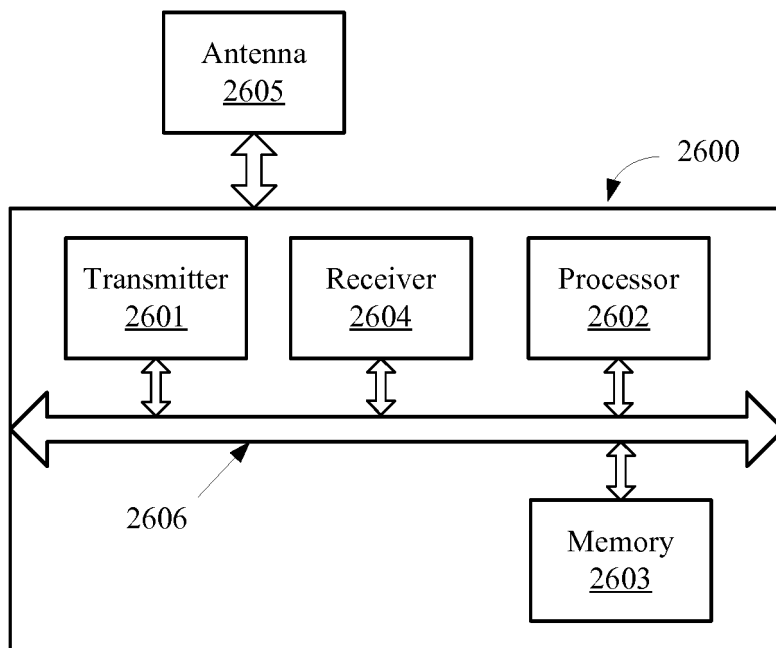 Antenna
2605
2600
Transmitter
2601
Receiver
2604
Processor
2602
2606
Memory
2603